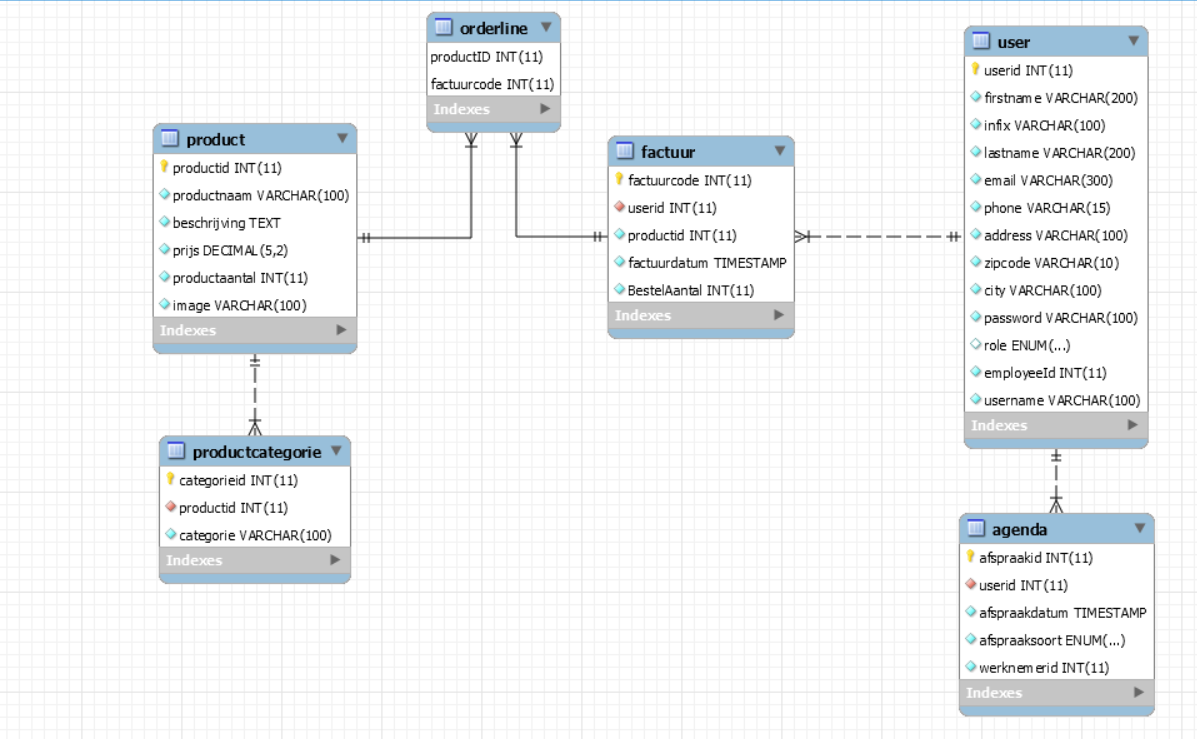 orderline
productID INT(11)
factuurcode INT(11)
Indexes
product
productid INT(11)
productnaam VARCHAR(100)
beschrijving TEXT
prijs DECIMAL(5,2)
productaantal INT(11)
image VARCHAR(100)
Indexes
factuur
factuurcode INT(11)
userid INT(11)
productid INT(11)
factuurdatum TIMESTAMP
BestelAantal INT(11)
Indexes
user
userid INT(11)
firstname VARCHAR(200)
infix VARCHAR(100)
lastname VARCHAR(200)
email VARCHAR(300)
phone VARCHAR(15)
address VARCHAR(100)
zipcode VARCHAR(10)
city VARCHAR(100)
password VARCHAR(100)
role ENUM(...)
employeeId INT(11)
username VARCHAR(100)
Indexes
productcategorie
categorieid INT(11)
productid INT(11)
categorie VARCHAR(100)
Indexes
agenda
afspraakid INT(11)
userid INT(11)
afspraakdatum TIMESTAMP
afspraaksoort ENUM(...)
werknemerid INT(11)
Indexes